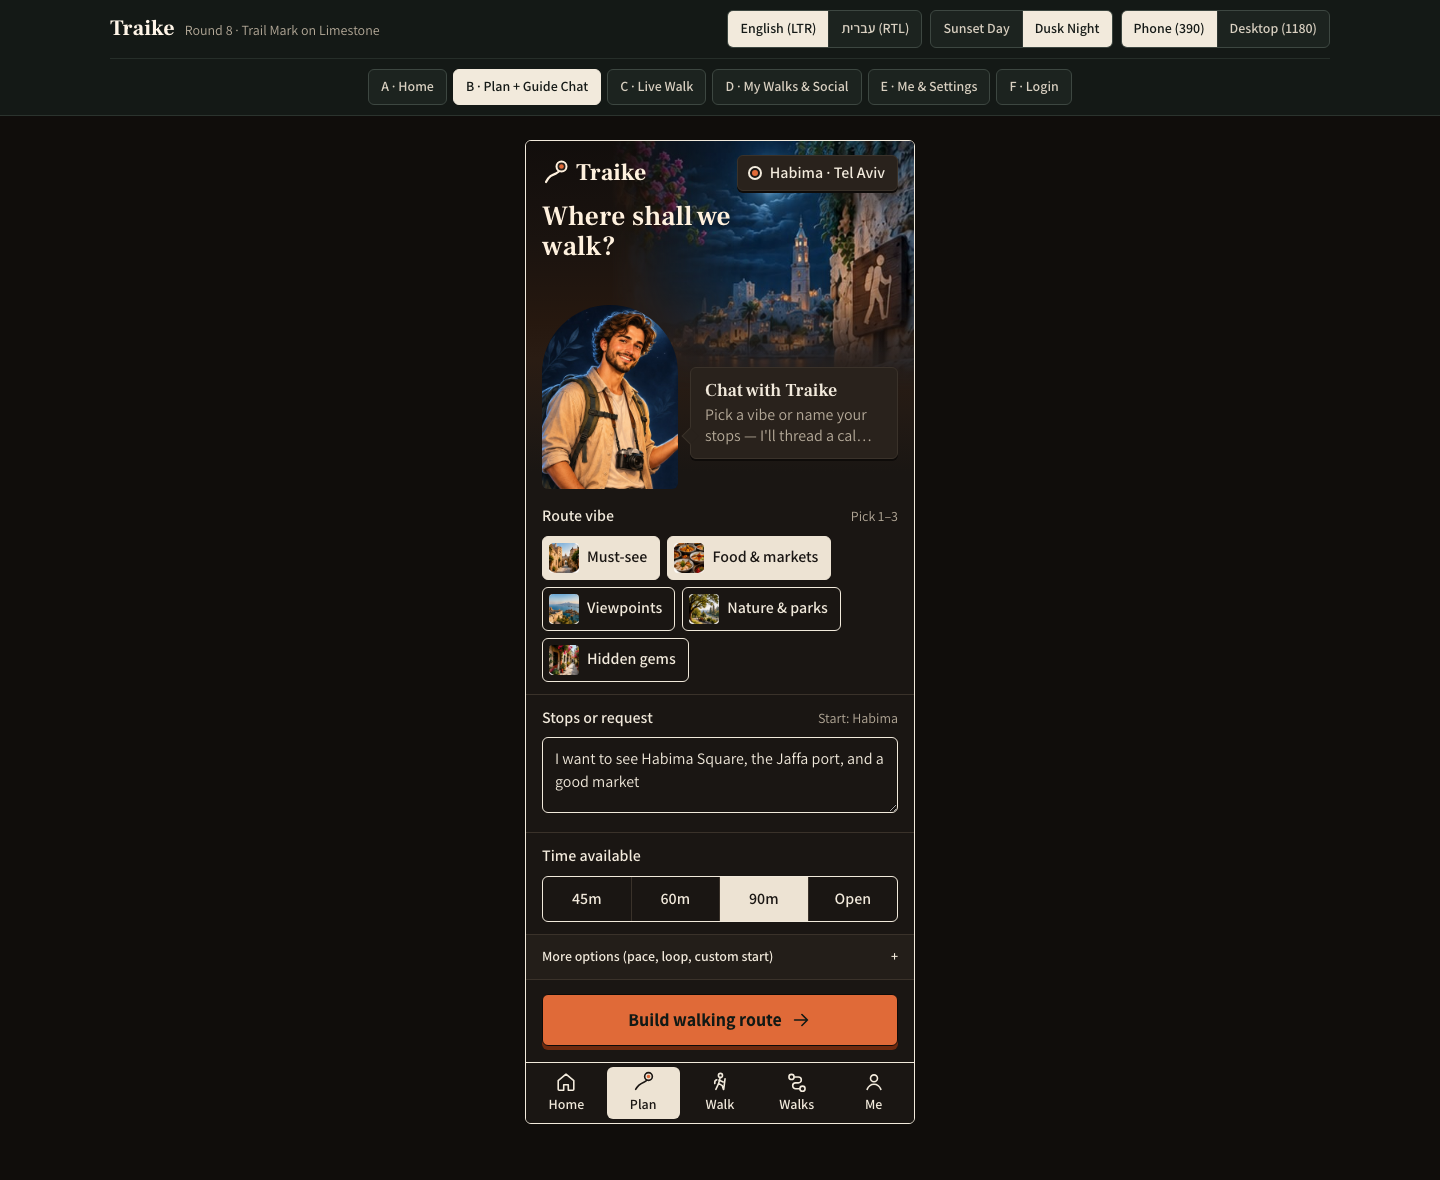 Traike Round 8 · Trail Mark on Limestone
English (LTR) עברית (RTL) Sunset Day Dusk Night Phone (390) Desktop (1180)
A · Home B · Plan + Guide Chat C · Live Walk D · My Walks & Social E · Me & Settings F · Login
Traike
Habima · Tel Aviv
Where shall we
walk?
Chat with Traike
Pick a vibe or name your
stops — I'll thread a cal…
Route vibe Pick 1–3
Must-see Food & markets
Viewpoints Nature & parks
Hidden gems
Stops or request Start: Habima
I want to see Habima Square, the Jaffa port, and a
good market
Time available
45m 60m 90m Open
More options (pace, loop, custom start) +
Build walking route →
Home Plan Walk Walks Me